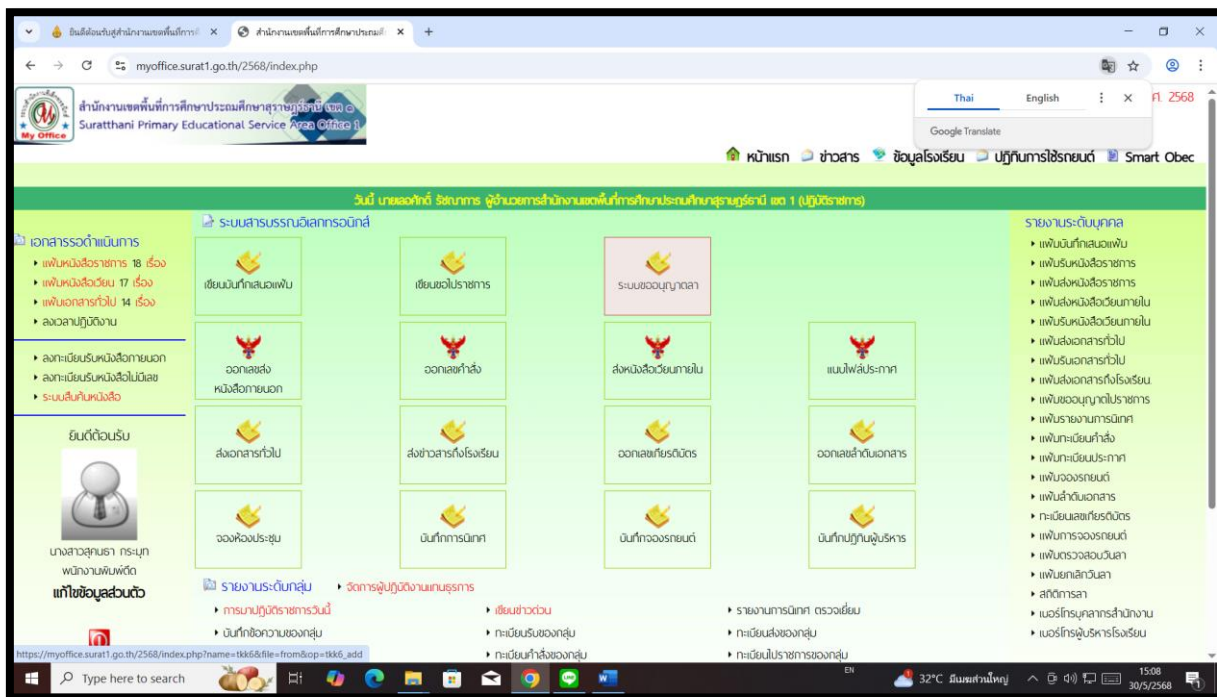 ยินดีต้อนรับสู่สำนักงานเขตพื้นที่การศึ
สำนักงานเขตพื้นที่การศึกษาประถมศึ
myoffice.surat1.go.th/2568/index.php
My Office
สำนักงานเขตพื้นที่การศึกษาประถมศึกษาสุราษฎร์ธานี เขต ๑
Suratthani Primary Educational Service Area Office 1
Thai English
Google Translate
ศ. 2568
หน้าแรก ข่าวสาร ข้อมูลโรงเรียน ปฏิทินการใช้รถยนต์ Smart Obec
วันนี้ นายเลอศักดิ์ รัชณาการ ผู้อำนวยการสำนักงานเขตพื้นที่การศึกษาประถมศึกษาสุราษฎร์ธานี เขต 1 (ปฏิบัติราชการ)
เอกสารรอดำเนินการ
แฟ้มหนังสือราชการ 18 เรื่อง
แฟ้มหนังสือเวียน 17 เรื่อง
แฟ้มเอกสารทั่วไป 14 เรื่อง
ลงเวลาปฏิบัติงาน
ลงทะเบียนรับหนังสือภายนอก
ลงทะเบียนรับหนังสือไม่มีเลข
ระบบสืบค้นหนังสือ
ยินดีต้อนรับ
นางสาวสุคนธา กระมุท
พนักงานพิมพ์ดีด
แก้ไขข้อมูลส่วนตัว
ระบบสารบรรณอิเลกทรอนิกส์
เขียนบันทึกเสนอแฟ้ม
เขียนขอไปราชการ
ระบบขออนุญาตลา
ออกเลขส่ง
หนังสือภายนอก
ออกเลขคำสั่ง
ส่งหนังสือเวียนภายใน
แนบไฟล์ประกาศ
ส่งเอกสารทั่วไป
ส่งข่าวสารถึงโรงเรียน
ออกเลขเกียรติบัตร
ออกเลขลำดับเอกสาร
จองห้องประชุม
บันทึกการนิเทศ
บันทึกจองรถยนต์
บันทึกปฏิทินผู้บริหาร
รายงานระดับกลุ่ม จัดการผู้ปฏิบัติงานแทนธุรการ
การมาปฏิบัติราชการวันนี้ เขียนข่าวด่วน รายงานการนิเทศ ตรวจเยี่ยม
บันทึกข้อความของกลุ่ม ทะเบียนรับของกลุ่ม ทะเบียนส่งของกลุ่ม
ทะเบียนคำสั่งของกลุ่ม ทะเบียนไปราชการของกลุ่ม
รายงานระดับบุคคล
แฟ้มบันทึกเสนอแฟ้ม
แฟ้มรับหนังสือราชการ
แฟ้มส่งหนังสือราชการ
แฟ้มส่งหนังสือเวียนภายใน
แฟ้มรับหนังสือเวียนภายใน
แฟ้มส่งเอกสารทั่วไป
แฟ้มรับเอกสารทั่วไป
แฟ้มส่งเอกสารถึงโรงเรียน
แฟ้มขออนุญาตไปราชการ
แฟ้มรายงานการนิเทศ
แฟ้มทะเบียนคำสั่ง
แฟ้มทะเบียนประกาศ
แฟ้มจองรถยนต์
แฟ้มลำดับเอกสาร
ทะเบียนเลขเกียรติบัตร
แฟ้มการจองรถยนต์
แฟ้มตรวจสอบวันลา
แฟ้มยกเลิกวันลา
สถิติการลา
เบอร์โทรบุคลากรสำนักงาน
เบอร์โทรผู้บริหารโรงเรียน
https://myoffice.surat1.go.th/2568/index.php?name=tkk6&file=from&op=tkk6_add
Type here to search
EN
32°C มีเมฆส่วนใหญ่
15:08
30/5/2568